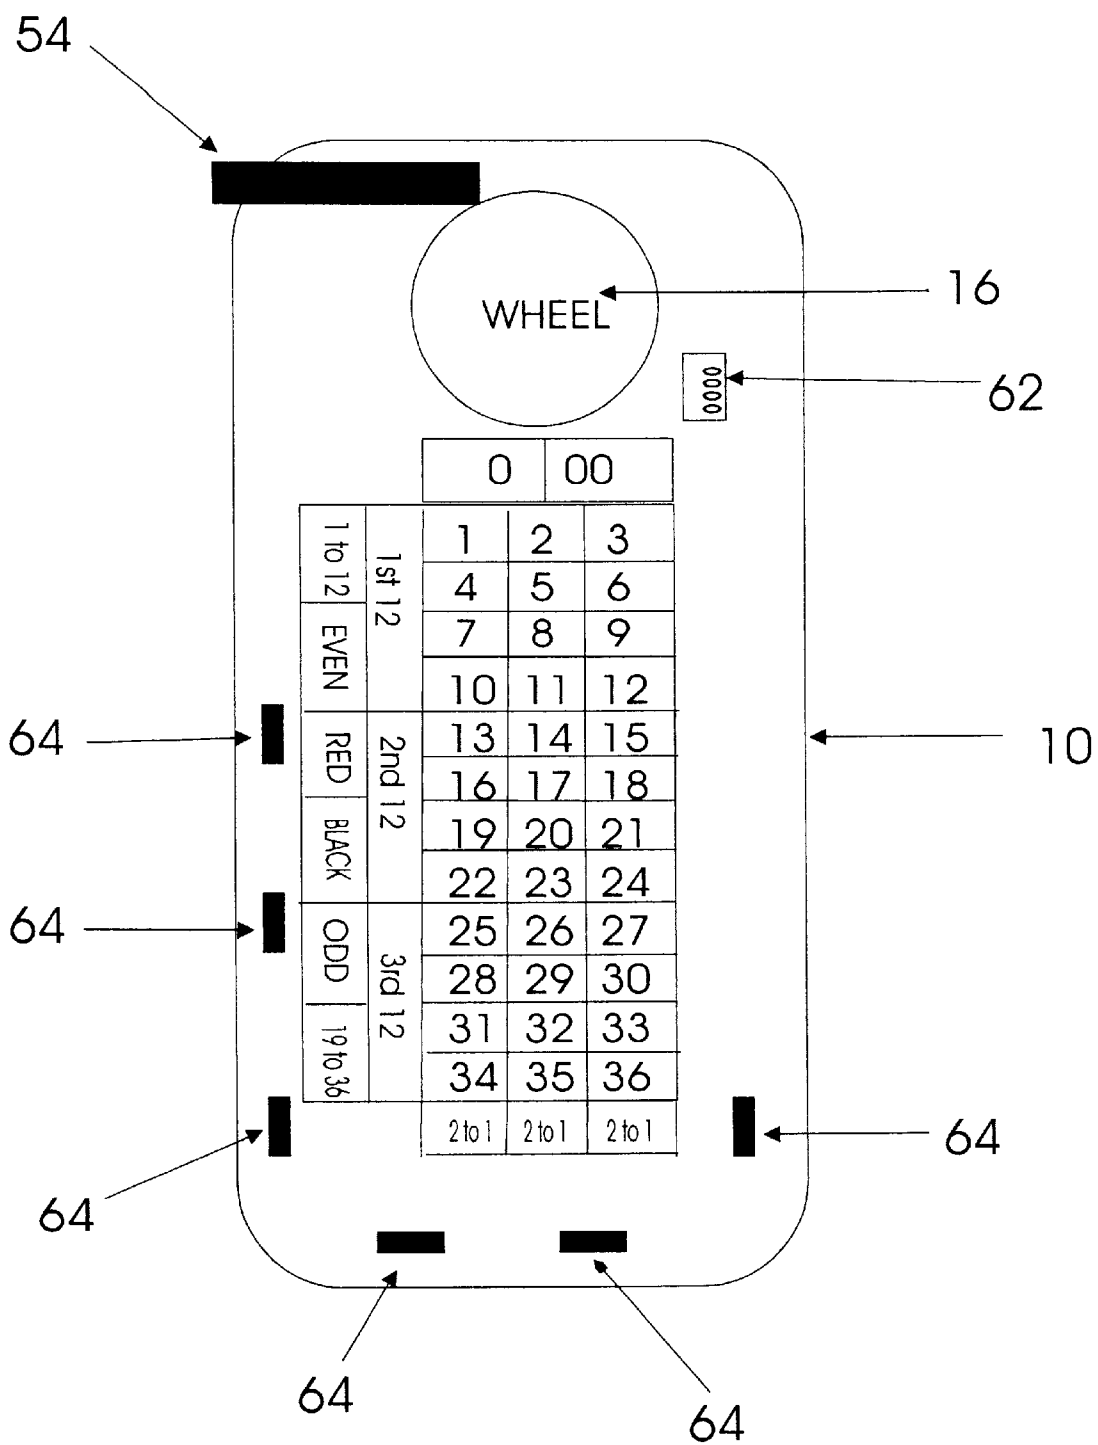 54
WHEEL
16
0000
62
0 00
1 2 3
4 5 6
7 8 9
10 11 12
13 14 15
16 17 18
19 20 21
22 23 24
25 26 27
28 29 30
31 32 33
34 35 36
2 to 1 2 to 1 2 to 1
1st 12
2nd 12
3rd 12
1 to 12
EVEN
RED
BLACK
ODD
19 to 36
10
64
64
64
64
64
64